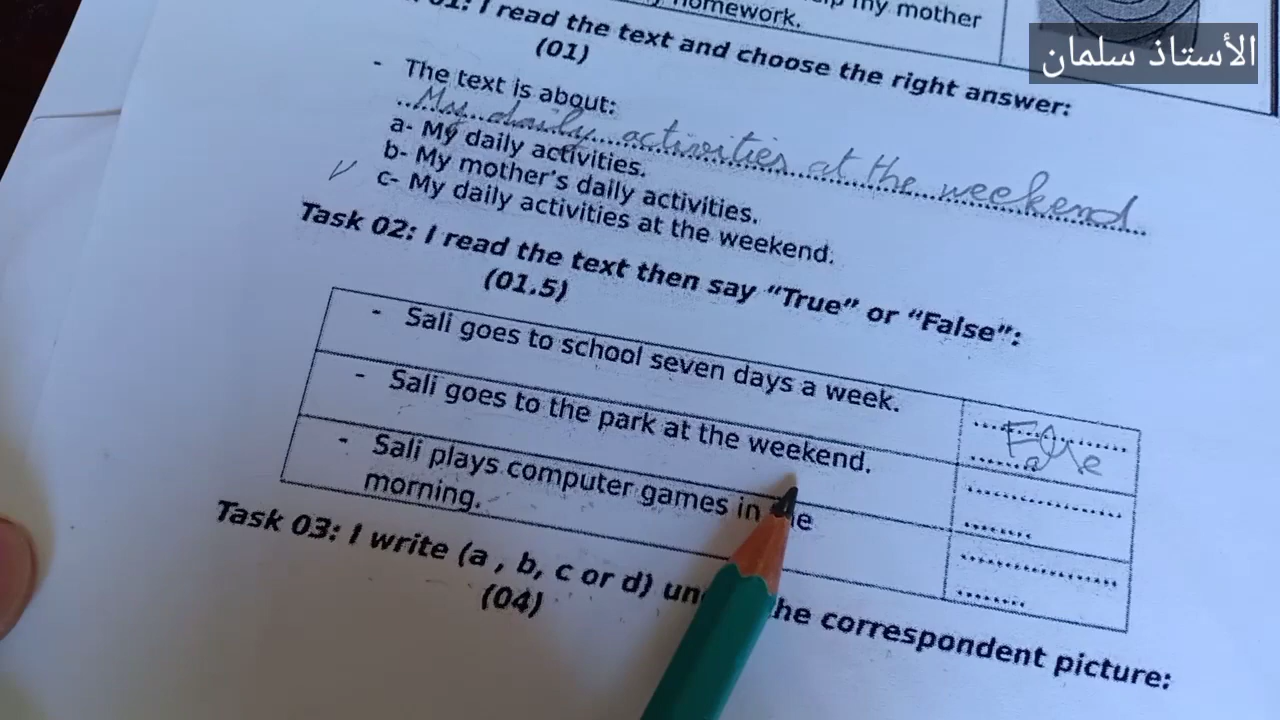 my mother
homework.
الأستاذ سلمان
01: I read the text and choose the right answer:
(01)
- The text is about:
My daily activities at the weekend
a- My daily activities.
b- My mother's daily activities.
c- My daily activities at the weekend.
Task 02: I read the text then say “True” or “False”:
(01.5)
- Sali goes to school seven days a week.
- Sali goes to the park at the weekend.
- Sali plays computer games in
morning.
Task 03: I write (a , b, c or d) the correspondent picture:
(04)